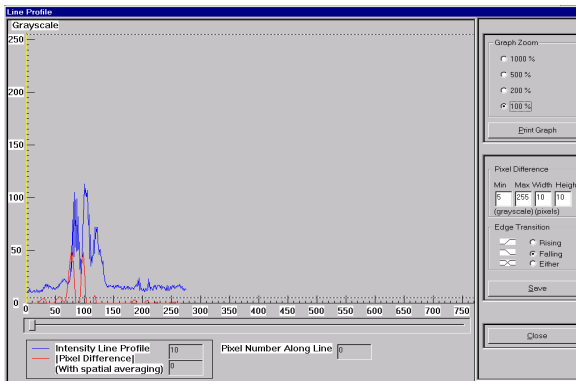 Line Profile
Grayscale
250
200
150
100
50
0
0 50 100 150 200 250 300 350 400 450 500 550 600 650 700 750
Intensity Line Profile 10
|Pixel Difference|
(With spatial averaging) 0
Pixel Number Along Line 0
Graph Zoom
1000 %
500 %
200 %
100 %
Print Graph
Pixel Difference
Min Max Width Heigh
5 255 10 10
(grayscale) (pixels)
Edge Transition
Rising
Falling
Either
Save
Close